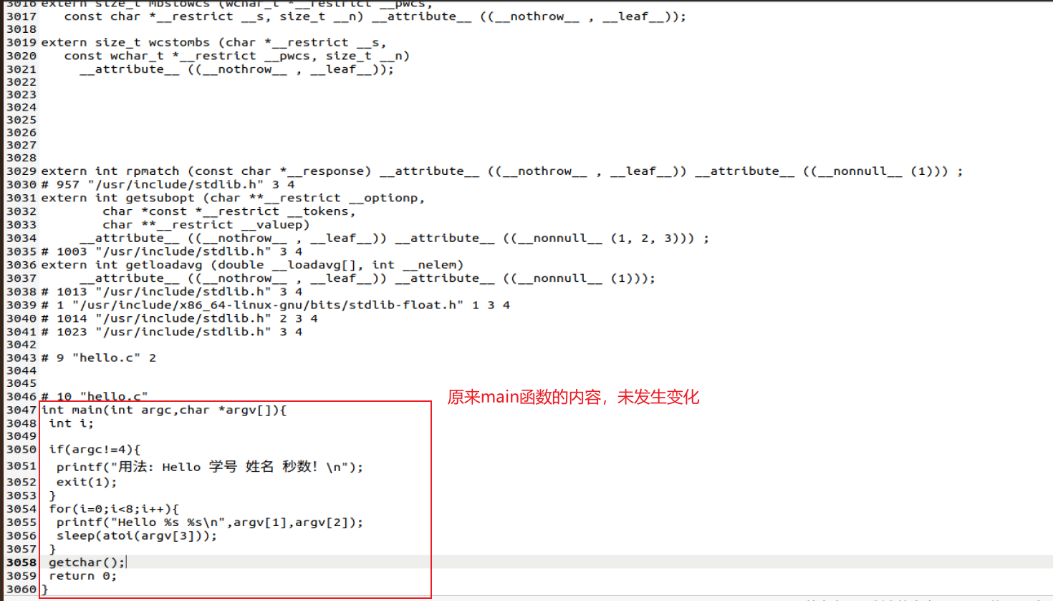 3016 extern size_t mbstowcs (wchar_t *__restrict __pwcs,
3017    const char *__restrict __s, size_t __n) __attribute__ ((__nothrow__ , __leaf__));
3018
3019 extern size_t wcstombs (char *__restrict __s,
3020    const wchar_t *__restrict __pwcs, size_t __n)
3021      __attribute__ ((__nothrow__ , __leaf__));
3022
3023
3024
3025
3026
3027
3028
3029 extern int rpmatch (const char *__response) __attribute__ ((__nothrow__ , __leaf__)) __attribute__ ((__nonnull__ (1))) ;
3030 # 957 "/usr/include/stdlib.h" 3 4
3031 extern int getsubopt (char **__restrict __optionp,
3032         char *const *__restrict __tokens,
3033         char **__restrict __valuep)
3034      __attribute__ ((__nothrow__ , __leaf__)) __attribute__ ((__nonnull__ (1, 2, 3))) ;
3035 # 1003 "/usr/include/stdlib.h" 3 4
3036 extern int getloadavg (double __loadavg[], int __nelem)
3037      __attribute__ ((__nothrow__ , __leaf__)) __attribute__ ((__nonnull__ (1)));
3038 # 1013 "/usr/include/stdlib.h" 3 4
3039 # 1 "/usr/include/x86_64-linux-gnu/bits/stdlib-float.h" 1 3 4
3040 # 1014 "/usr/include/stdlib.h" 2 3 4
3041 # 1023 "/usr/include/stdlib.h" 3 4
3042
3043 # 9 "hello.c" 2
3044
3045
3046 # 10 "hello.c"
原来main函数的内容，未发生变化
3047 int main(int argc,char *argv[]){
3048  int i;
3049
3050  if(argc!=4){
3051   printf("用法: Hello 学号 姓名 秒数! \n");
3052   exit(1);
3053  }
3054  for(i=0;i<8;i++){
3055   printf("Hello %s %s\n",argv[1],argv[2]);
3056   sleep(atoi(argv[3]));
3057  }
3058  getchar();
3059  return 0;
3060 }